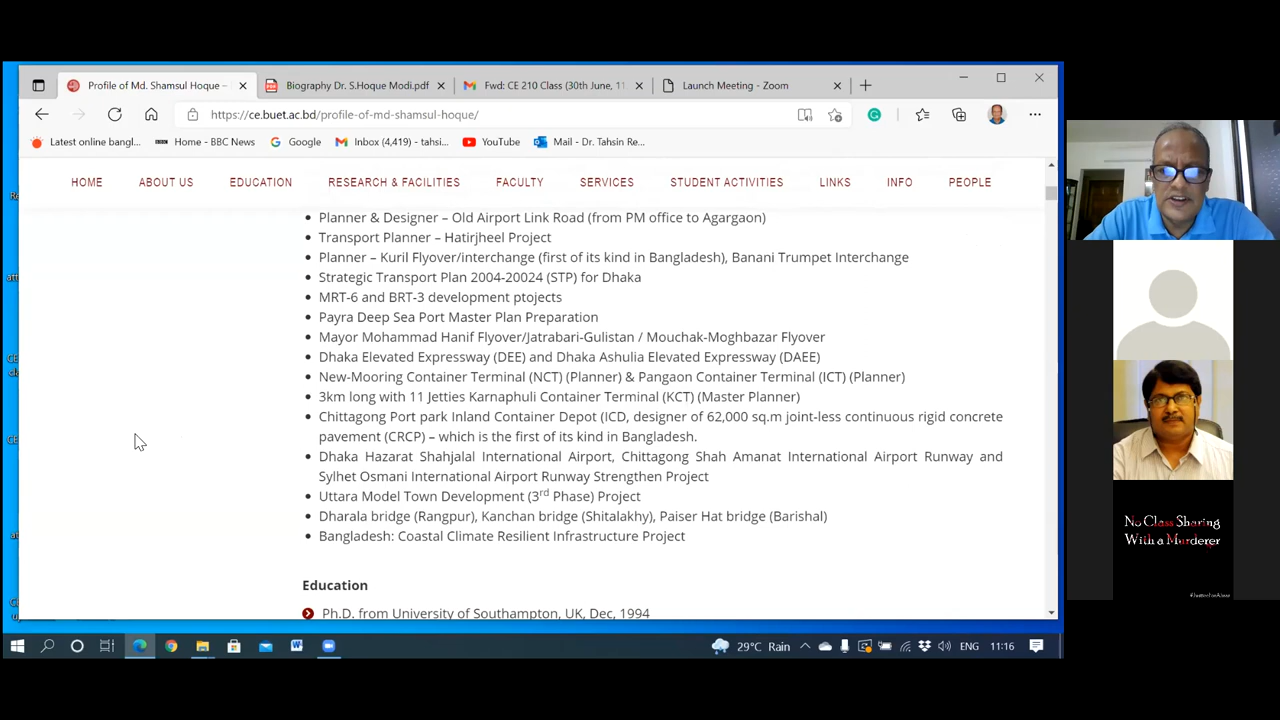 Profile of Md. Shamsul Hoque –
Biography Dr. S.Hoque Modi.pdf
Fwd: CE 210 Class (30th June, 11
Launch Meeting - Zoom
https://ce.buet.ac.bd/profile-of-md-shamsul-hoque/
Latest online bangl...
Home - BBC News
Google
Inbox (4,419) - tahsi...
YouTube
Mail - Dr. Tahsin Re...
HOME ABOUT US EDUCATION RESEARCH & FACILITIES FACULTY SERVICES STUDENT ACTIVITIES LINKS INFO PEOPLE
Planner & Designer – Old Airport Link Road (from PM office to Agargaon)
Transport Planner – Hatirjheel Project
Planner – Kuril Flyover/interchange (first of its kind in Bangladesh), Banani Trumpet Interchange
Strategic Transport Plan 2004-20024 (STP) for Dhaka
MRT-6 and BRT-3 development ptojects
Payra Deep Sea Port Master Plan Preparation
Mayor Mohammad Hanif Flyover/Jatrabari-Gulistan / Mouchak-Moghbazar Flyover
Dhaka Elevated Expressway (DEE) and Dhaka Ashulia Elevated Expressway (DAEE)
New-Mooring Container Terminal (NCT) (Planner) & Pangaon Container Terminal (ICT) (Planner)
3km long with 11 Jetties Karnaphuli Container Terminal (KCT) (Master Planner)
Chittagong Port park Inland Container Depot (ICD, designer of 62,000 sq.m joint-less continuous rigid concrete
pavement (CRCP) – which is the first of its kind in Bangladesh.
Dhaka Hazarat Shahjalal International Airport, Chittagong Shah Amanat International Airport Runway and
Sylhet Osmani International Airport Runway Strengthen Project
Uttara Model Town Development (3rd Phase) Project
Dharala bridge (Rangpur), Kanchan bridge (Shitalakhy), Paiser Hat bridge (Barishal)
Bangladesh: Coastal Climate Resilient Infrastructure Project
Education
Ph.D. from University of Southampton, UK, Dec, 1994
29°C Rain
ENG
11:16
No Class Sharing
With a Murderer